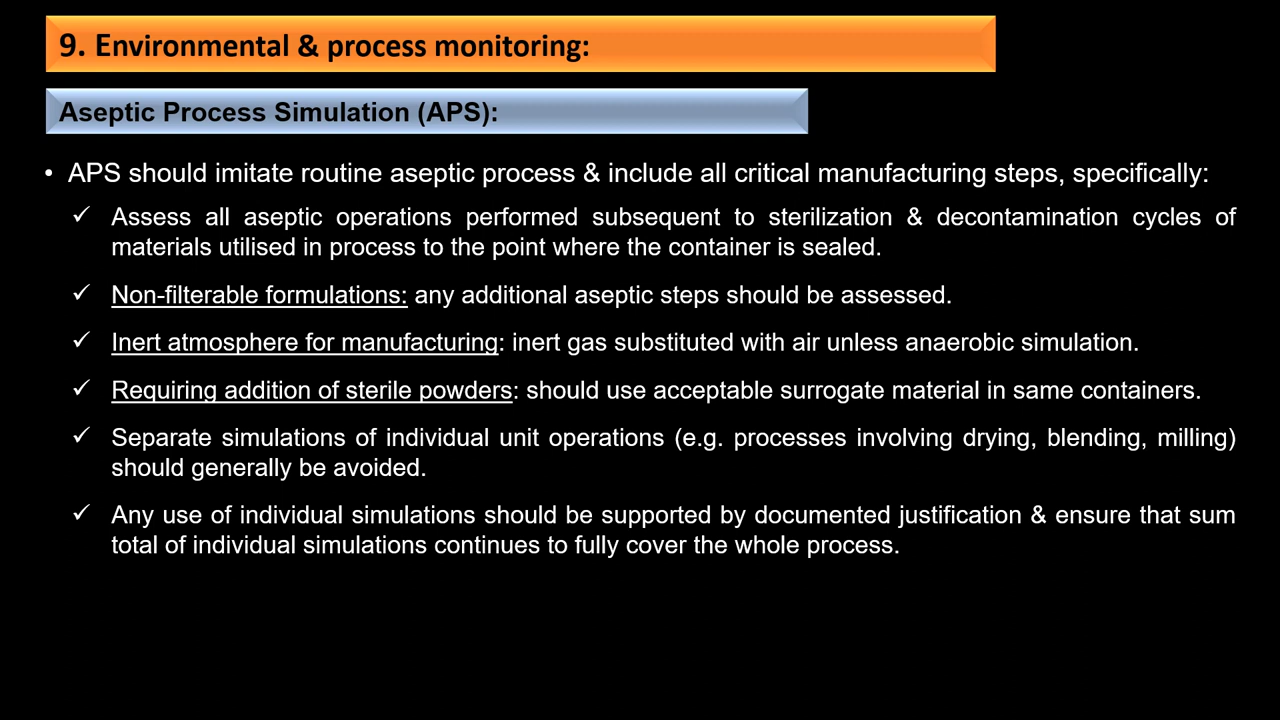 9. Environmental & process monitoring:
Aseptic Process Simulation (APS):
• APS should imitate routine aseptic process & include all critical manufacturing steps, specifically:
✓ Assess all aseptic operations performed subsequent to sterilization & decontamination cycles of
materials utilised in process to the point where the container is sealed.
✓ Non-filterable formulations: any additional aseptic steps should be assessed.
✓ Inert atmosphere for manufacturing: inert gas substituted with air unless anaerobic simulation.
✓ Requiring addition of sterile powders: should use acceptable surrogate material in same containers.
✓ Separate simulations of individual unit operations (e.g. processes involving drying, blending, milling)
should generally be avoided.
✓ Any use of individual simulations should be supported by documented justification & ensure that sum
total of individual simulations continues to fully cover the whole process.